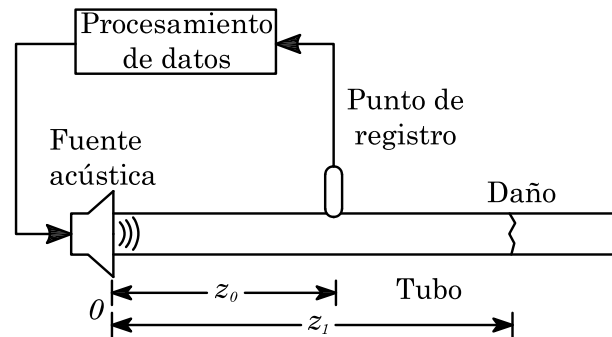 Procesamiento
de datos
Punto de
registro
Fuente
acústica
Daño
z₀
Tubo
0
z₁